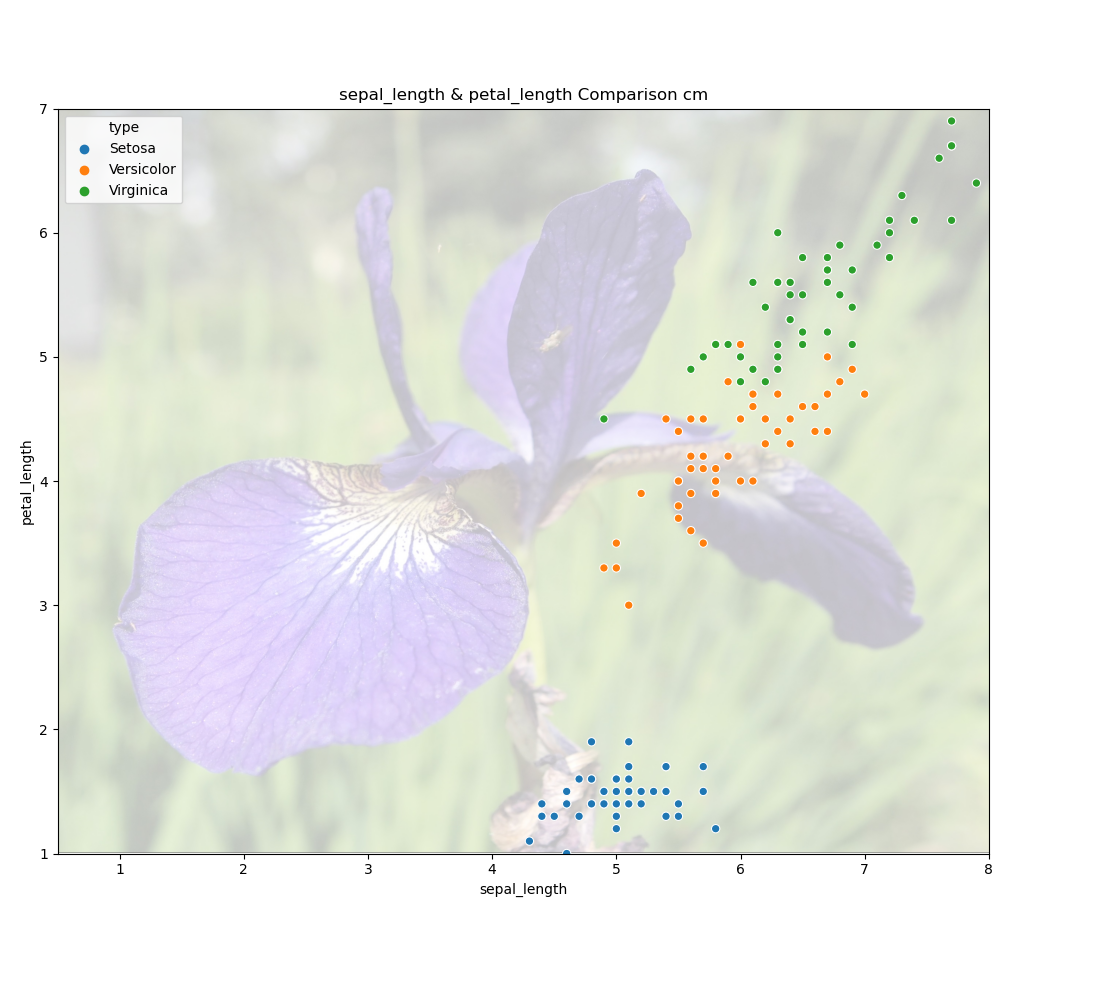 sepal_length & petal_length Comparison cm
type
Setosa
Versicolor
Virginica
7
6
5
4
3
2
1
petal_length
1 2 3 4 5 6 7 8
sepal_length